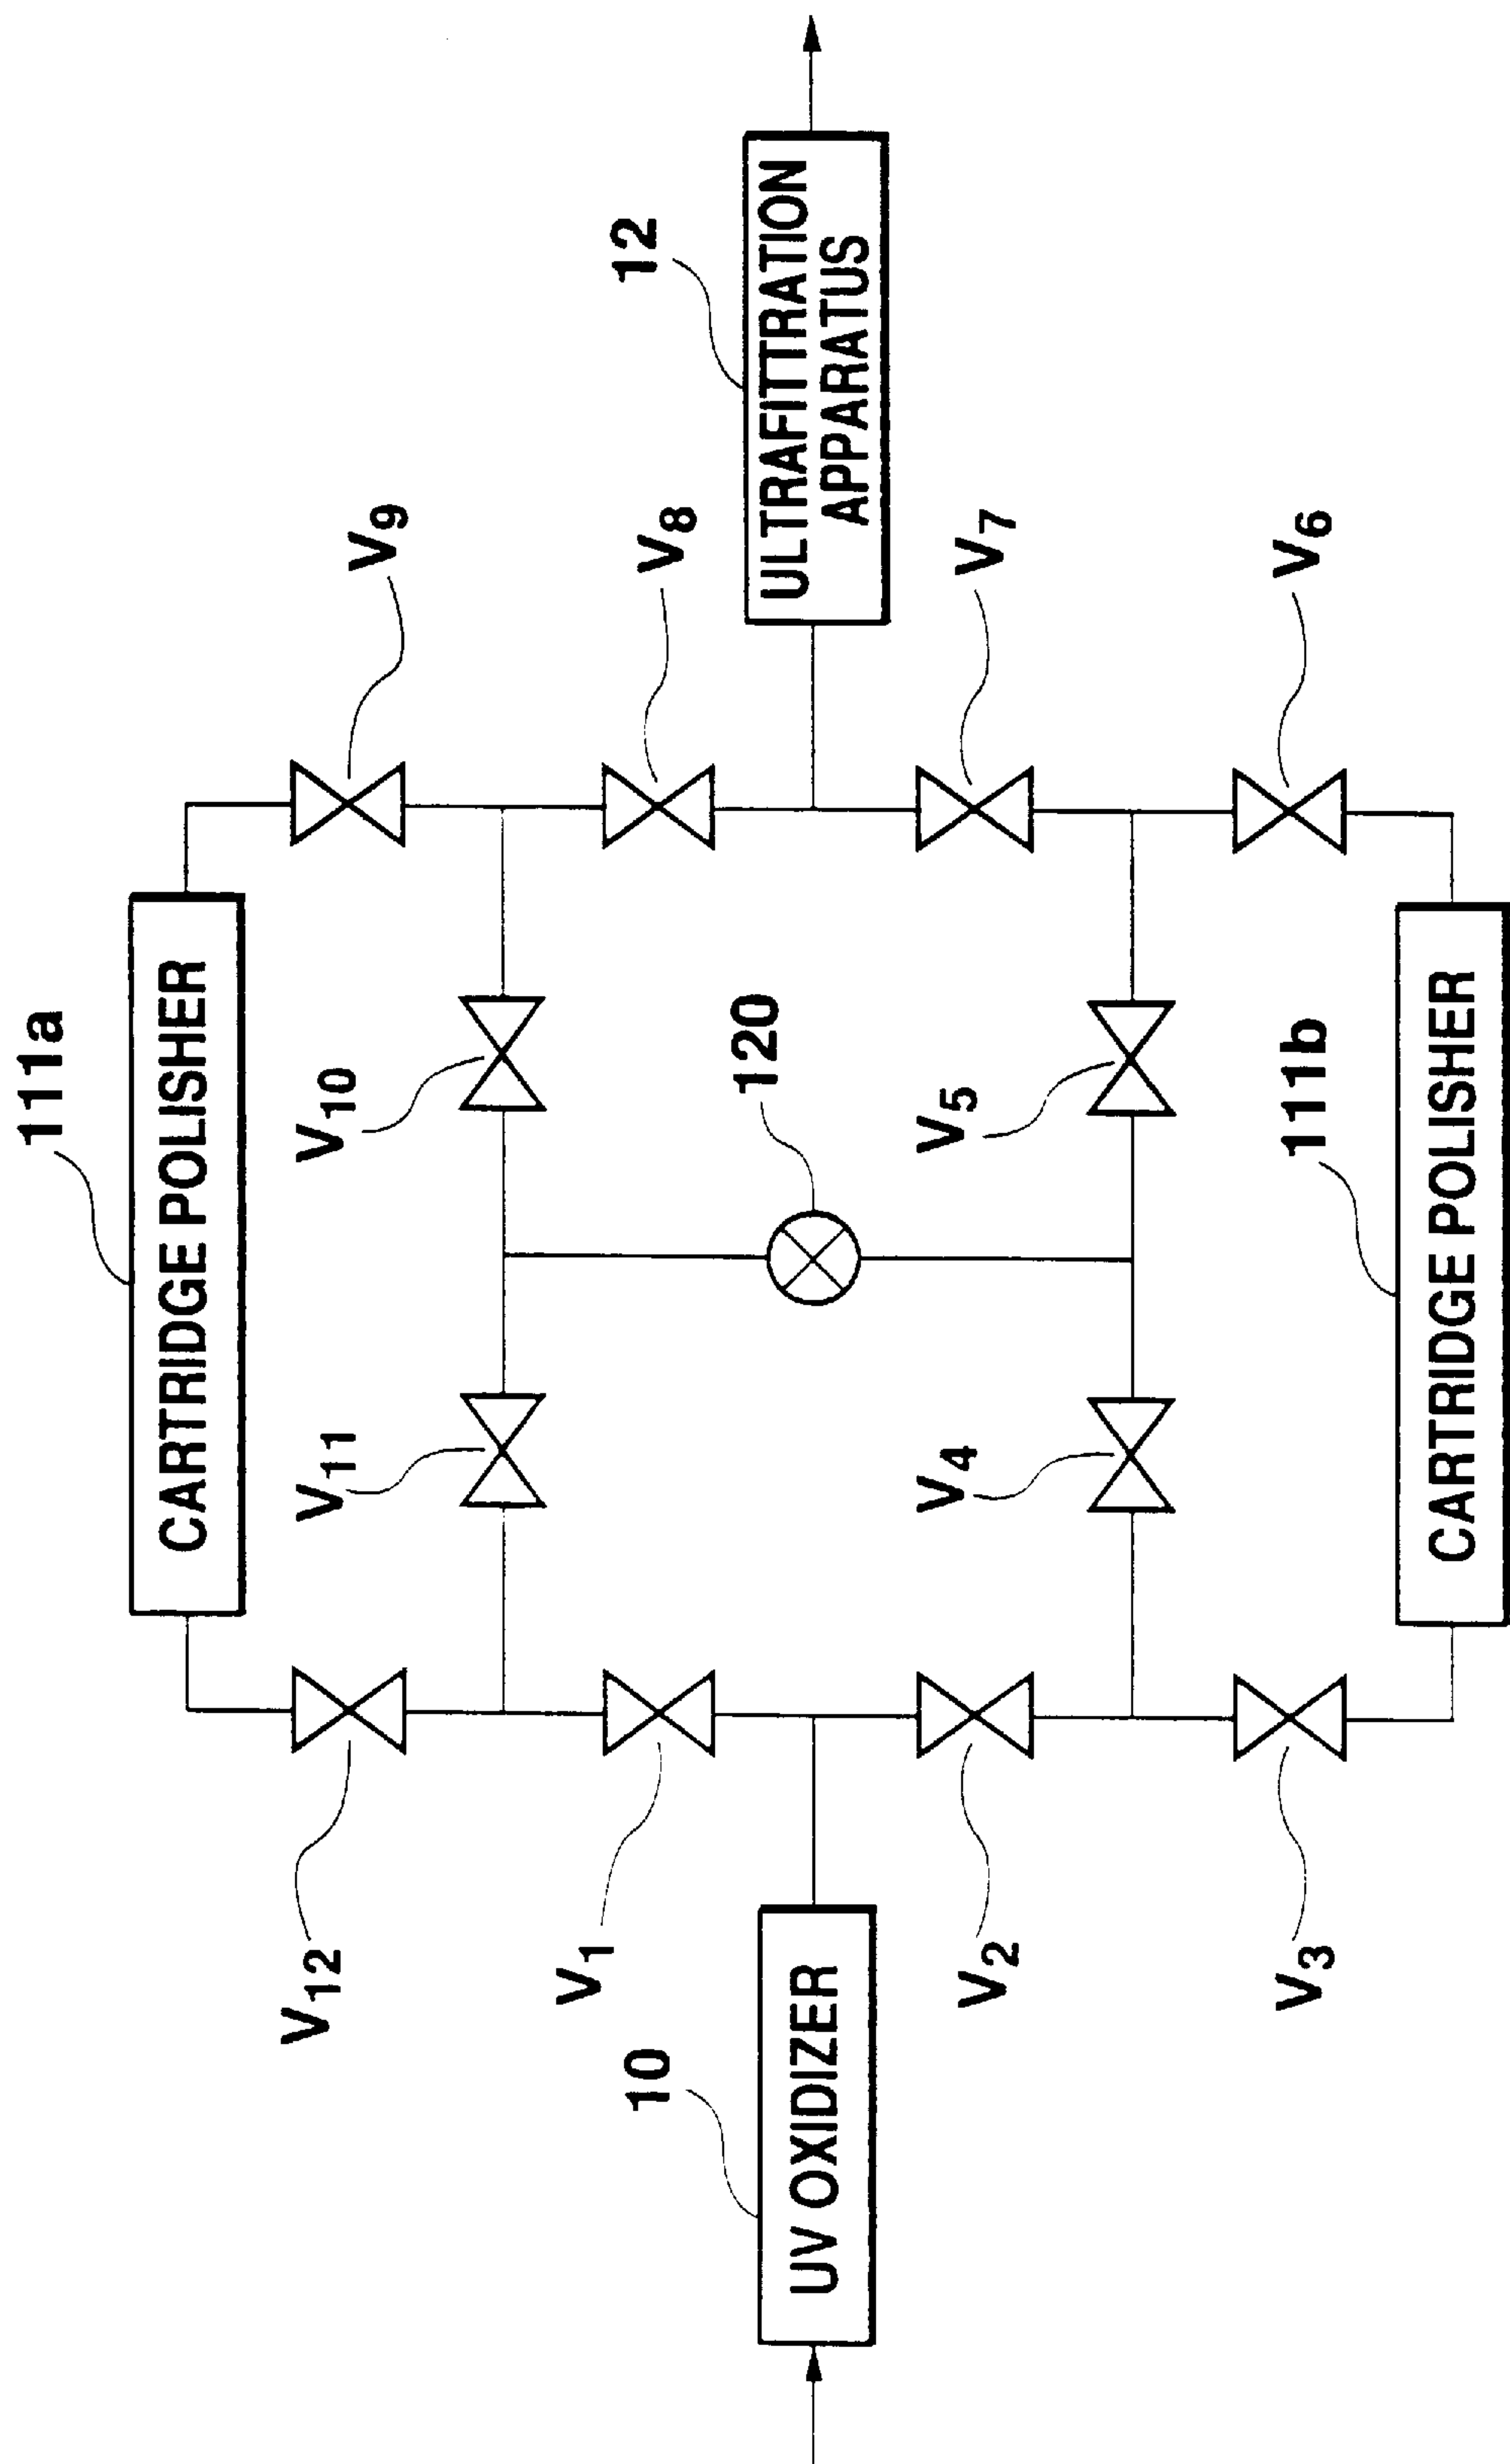 111a
CARTRIDGE POLISHER
V12
V11
V10
V9
V1
V8
10
UV OXIDIZER
120
12
ULTRAFITTRATION
APPARATUS
V2
V4
V5
V7
V3
V6
111b
CARTRIDGE POLISHER